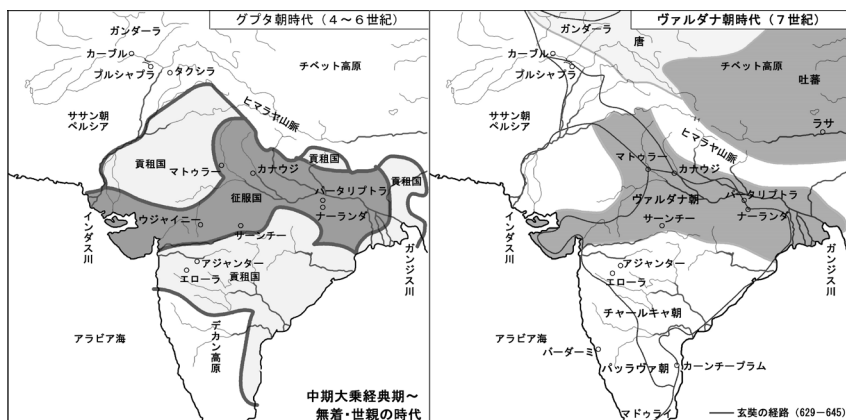 グプタ朝時代（4～6世紀）
ガンダーラ
カーブル
プルシャプラ
タクシラ
チベット高原
ササン朝
ペルシア
ヒマラヤ山脈
貢租国
マトゥラー
カナウジ
貢租国
貢租国
征服国
パータリプトラ
ナーランダ
ウジャイニー
サーンチー
インダス川
ガンジス川
アジャンター
エローラ
貢租国
アラビア海
デカン高原
中期大乗経典期～
無着・世親の時代
ヴァルダナ朝時代（7世紀）
ガンダーラ
唐
カーブル
プルシャプラ
チベット高原
吐蕃
ササン朝
ペルシア
ラサ
ヒマラヤ山脈
マトゥラー
カナウジ
ヴァルダナ朝
パータリプトラ
ナーランダ
サーンチー
インダス川
ガンジス川
アジャンター
エローラ
チャールキャ朝
アラビア海
バーダーミ
カーンチープラム
パッラヴァ朝
マドゥライ
玄奘の経路（629－645）